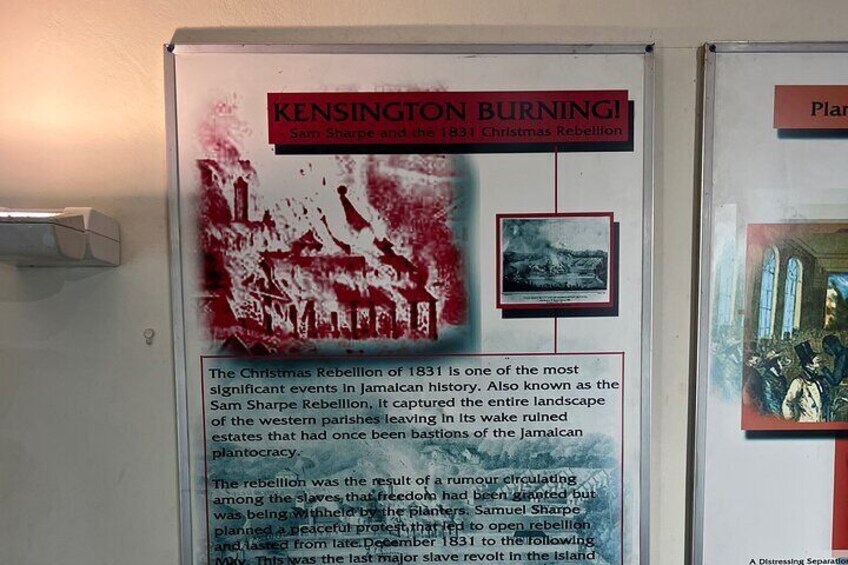 KENSINGTON BURNING!
Sam Sharpe and the 1831 Christmas Rebellion
The Christmas Rebellion of 1831 is one of the most
significant events in Jamaican history. Also known as the
Sam Sharpe Rebellion, it captured the entire landscape
of the western parishes leaving in its wake ruined
estates that had once been bastions of the Jamaican
plantocracy.
The rebellion was the result of a rumour circulating
among the slaves that freedom had been granted but
was being withheld by the planters. Samuel Sharpe
planned a peaceful protest that led to open rebellion
and lasted from late December 1831 to the following
May. This was the last major slave revolt in the Island
Plan
A Distressing Separation